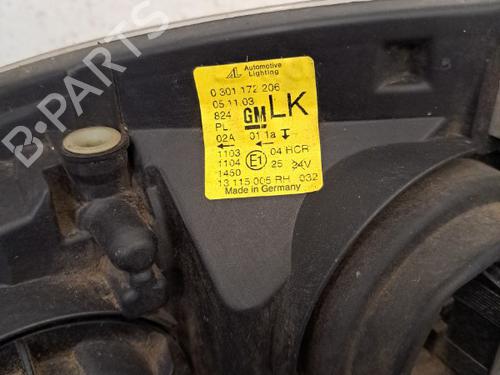 Automotive
Lighting
0 301 172 206
05.11.03
824 GM LK
PL
02A 01 1a
1103 04 HCR
1104 E1 25 24V
1450
13 115 005 RH 032
Made in Germany
B-PARTS